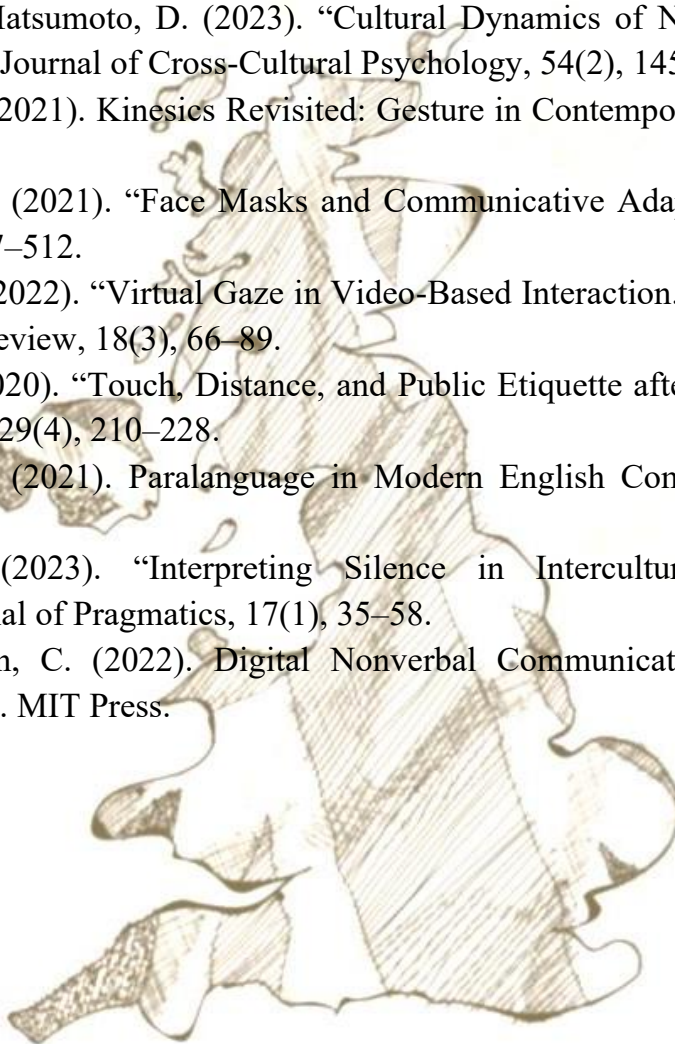 Matsumoto, D. (2023). “Cultural Dynamics of N
Journal of Cross-Cultural Psychology, 54(2), 145
2021). Kinesics Revisited: Gesture in Contempo
(2021). “Face Masks and Communicative Ada
7–512.
2022). “Virtual Gaze in Video-Based Interaction.
eview, 18(3), 66–89.
020). “Touch, Distance, and Public Etiquette afte
29(4), 210–228.
(2021). Paralanguage in Modern English Con
(2023). “Interpreting Silence in Intercultur
al of Pragmatics, 17(1), 35–58.
n, C. (2022). Digital Nonverbal Communicat
. MIT Press.